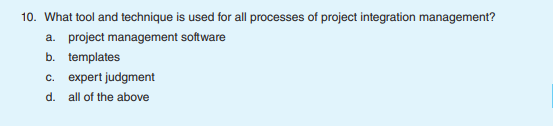 10. What tool and technique is used for all processes of project integration management?
a. project management software
b. templates
c. expert judgment
d. all of the above